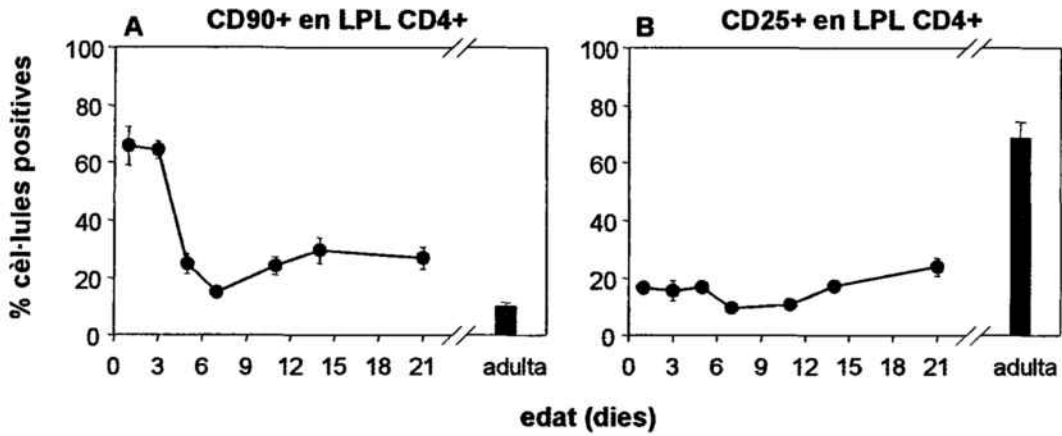 A CD90+ en LPL CD4+
B CD25+ en LPL CD4+
% cèl·lules positives
100
80
60
40
20
0
0 3 6 9 12 15 18 21 adulta
100
80
60
40
20
0
0 3 6 9 12 15 18 21 adulta
edat (dies)